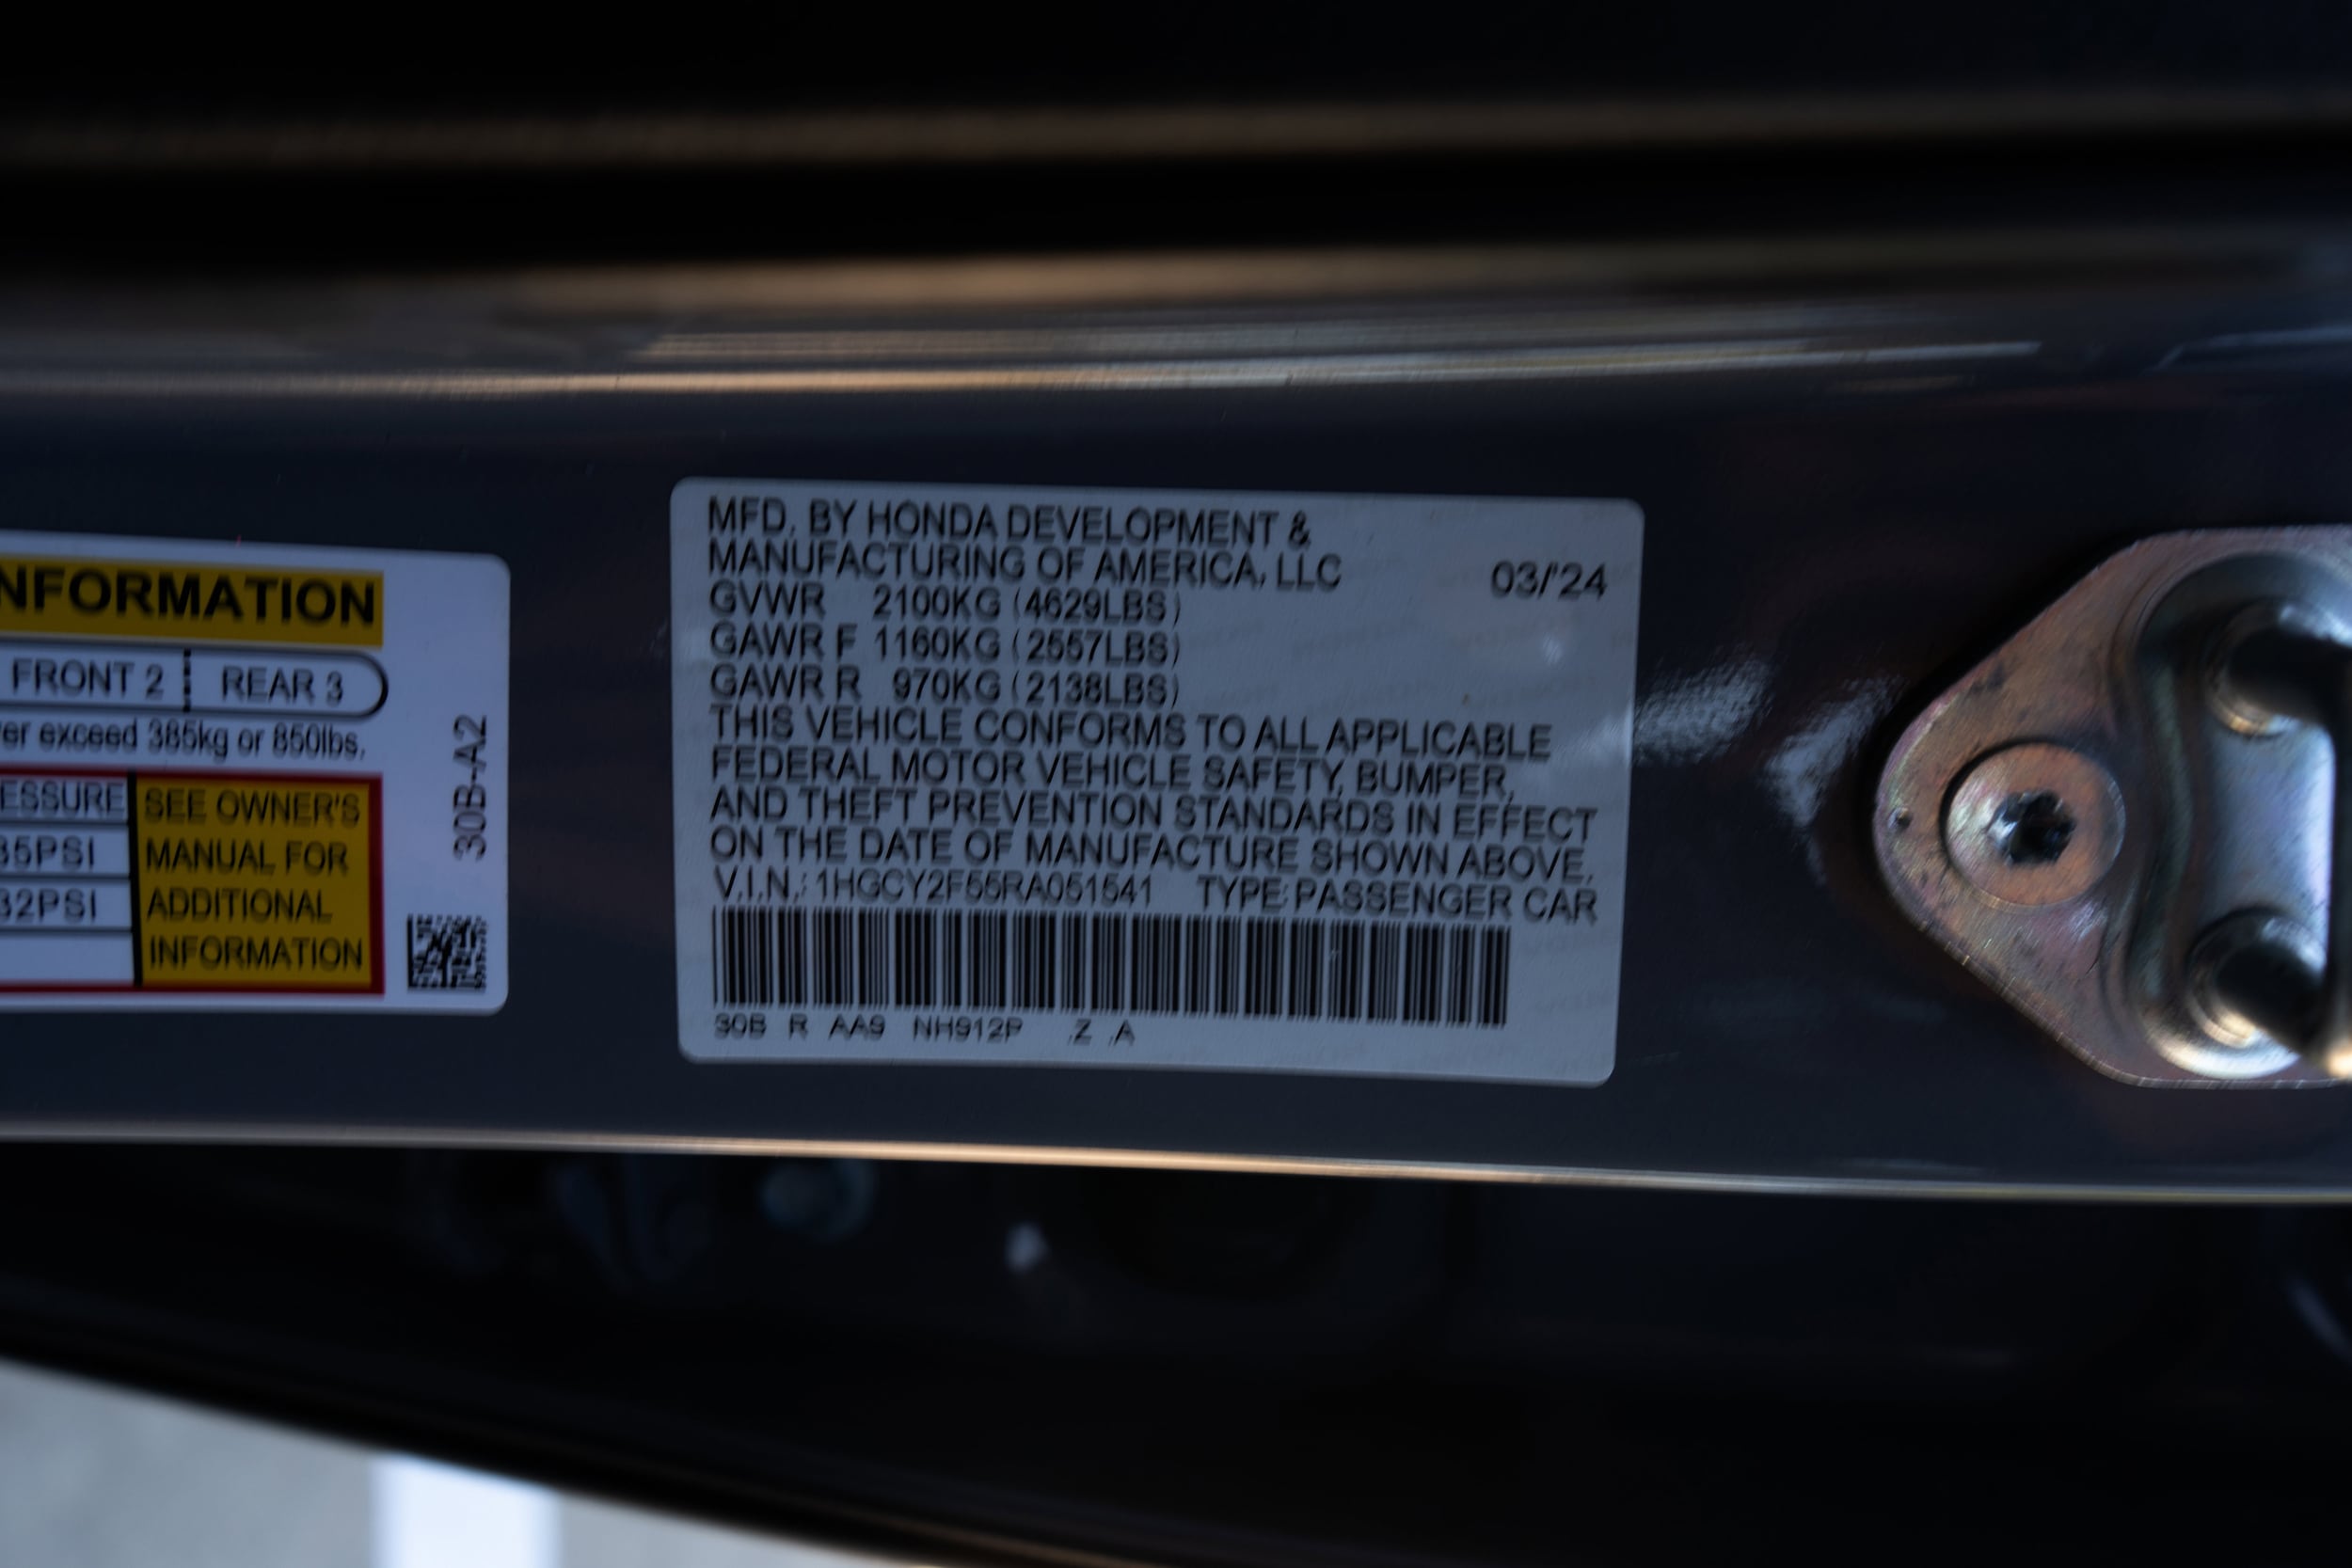 NFORMATION
FRONT 2 REAR 3
er exceed 385kg or 850lbs.
ESSURE SEE OWNER'S
35PSI MANUAL FOR
32PSI ADDITIONAL
INFORMATION
30B-A2
MFD. BY HONDA DEVELOPMENT &
MANUFACTURING OF AMERICA, LLC 03/'24
GVWR 2100KG (4629LBS)
GAWR F 1160KG (2557LBS)
GAWR R 970KG (2138LBS)
THIS VEHICLE CONFORMS TO ALL APPLICABLE
FEDERAL MOTOR VEHICLE SAFETY, BUMPER,
AND THEFT PREVENTION STANDARDS IN EFFECT
ON THE DATE OF MANUFACTURE SHOWN ABOVE.
V.I.N.: 1HGCY2F55RA051541 TYPE: PASSENGER CAR
30B R AA9 NH912P .Z .A